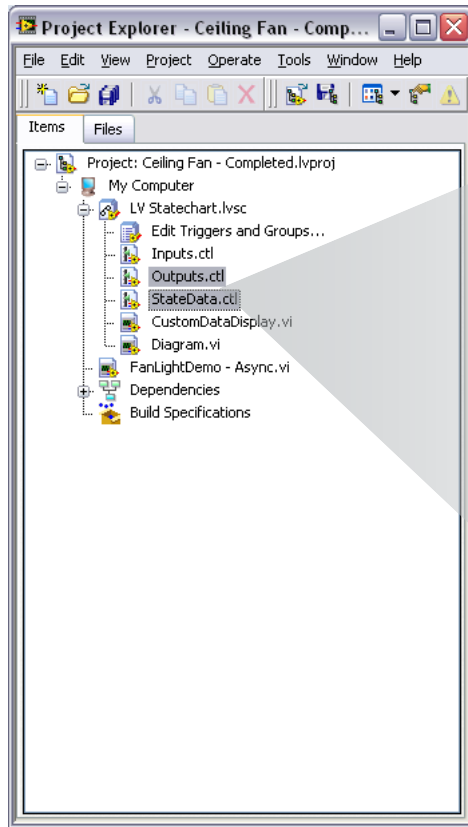 Project Explorer - Ceiling Fan - Comp...
File Edit View Project Operate Tools Window Help
Items Files
Project: Ceiling Fan - Completed.lvproj
My Computer
LV Statechart.lvsc
Edit Triggers and Groups...
Inputs.ctl
Outputs.ctl
StateData.ctl
CustomDataDisplay.vi
Diagram.vi
FanLightDemo - Async.vi
Dependencies
Build Specifications